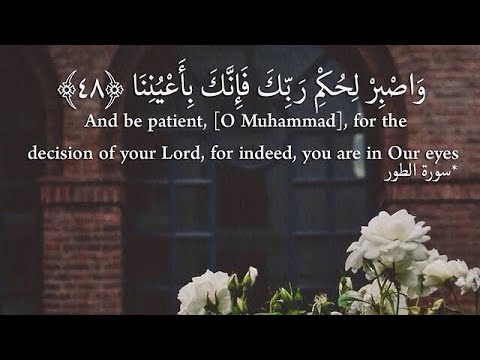 وَاصْبِرْ لِحُكْمِ رَبِّكَ فَإِنَّكَ بِأَعْيُنِنَا ﴿٤٨﴾
And be patient, [O Muhammad], for the
decision of your Lord, for indeed, you are in Our eyes
*سورة الطور